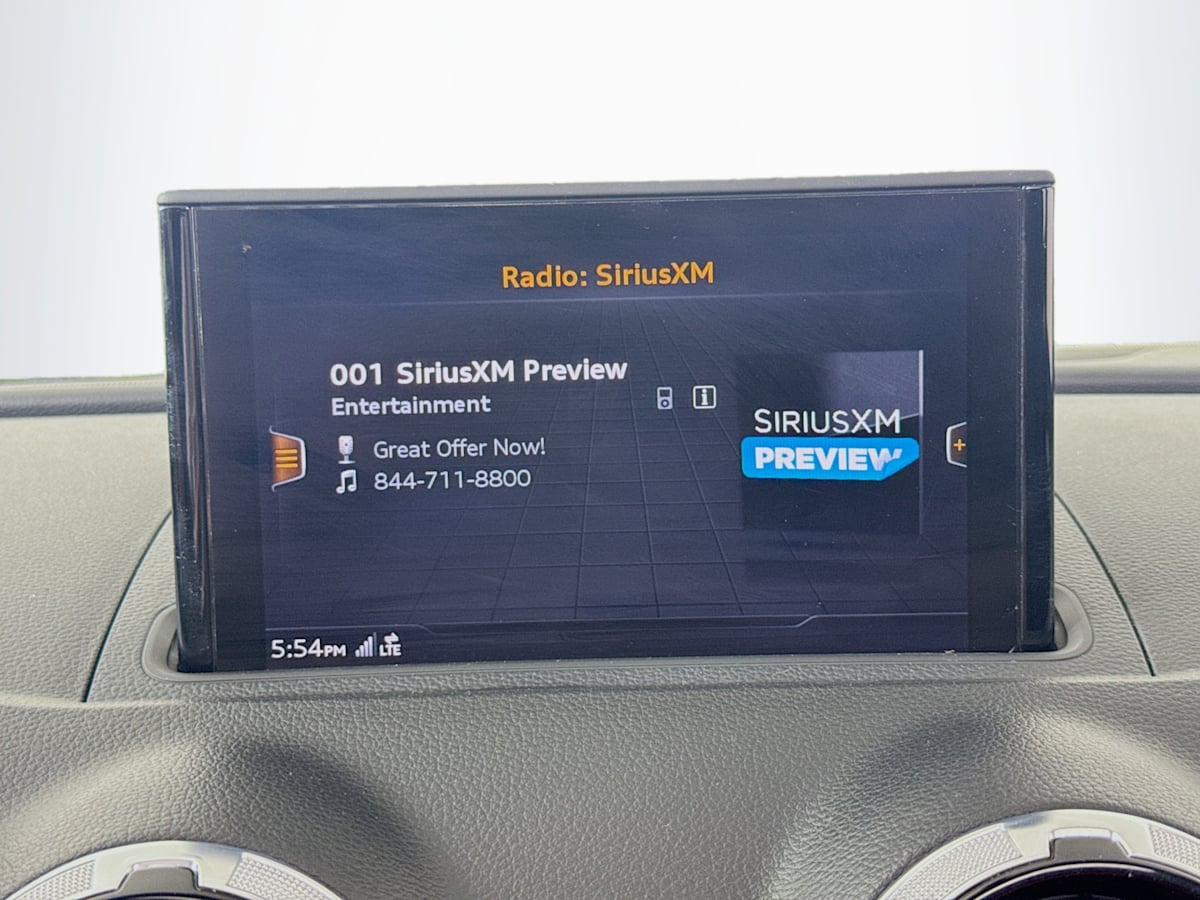 Radio: SiriusXM
001 SiriusXM Preview
Entertainment
Great Offer Now!
844-711-8800
SIRIUSXM
PREVIEW
5:54PM LTE